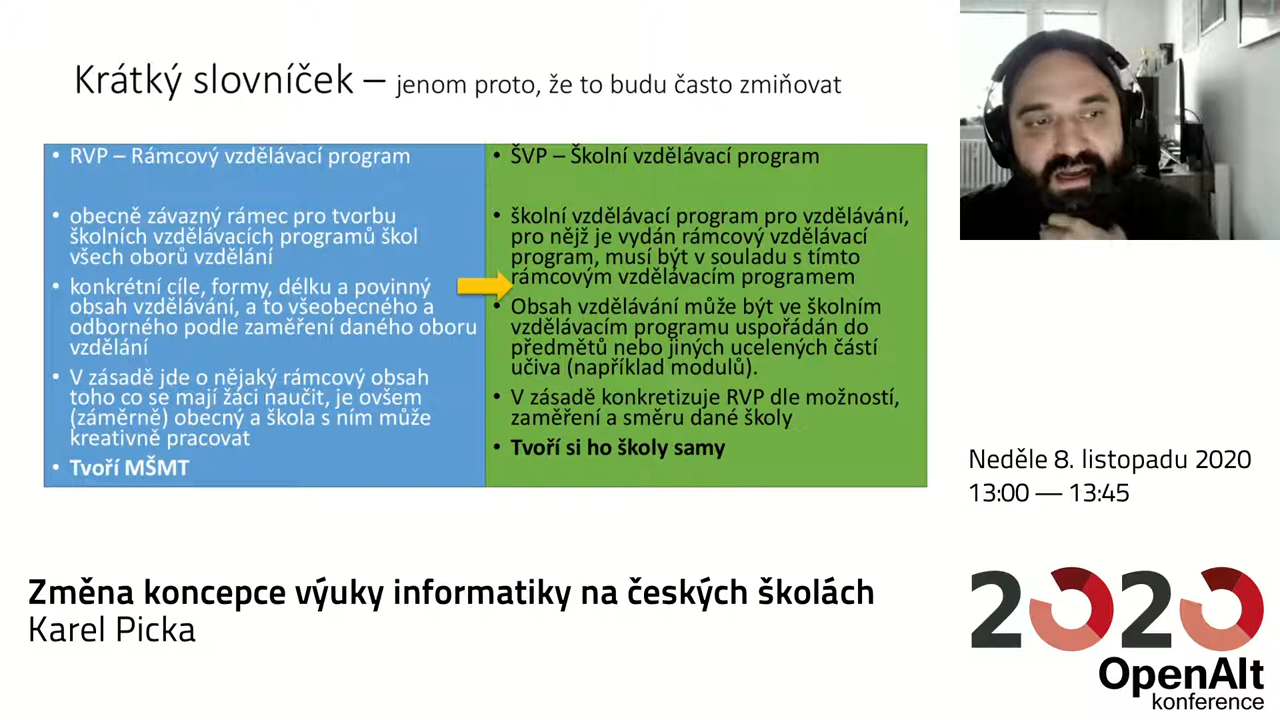 Krátký slovníček – jenom proto, že to budu často zmiňovat
• RVP – Rámcový vzdělávací program
• obecně závazný rámec pro tvorbu
školních vzdělávacích programů škol
všech oborů vzdělání
• konkrétní cíle, formy, délku a povinný
obsah vzdělávání, a to všeobecného a
odborného podle zaměření daného oboru
vzdělání
• V zásadě jde o nějaký rámcový obsah
toho co se mají žáci naučit, je ovšem
(záměrně) obecný a škola s ním může
kreativně pracovat
• Tvoří MŠMT
• ŠVP – Školní vzdělávací program
• školní vzdělávací program pro vzdělávání,
pro nějž je vydán rámcový vzdělávací
program, musí být v souladu s tímto
rámcovým vzdělávacím programem
• Obsah vzdělávání může být ve školním
vzdělávacím programu uspořádán do
předmětů nebo jiných ucelených částí
učiva (například modulů).
• V zásadě konkretizuje RVP dle možností,
zaměření a směru dané školy
• Tvoří si ho školy samy
Neděle 8. listopadu 2020
13:00 — 13:45
Změna koncepce výuky informatiky na českých školách
Karel Picka
2020
OpenAlt
konference